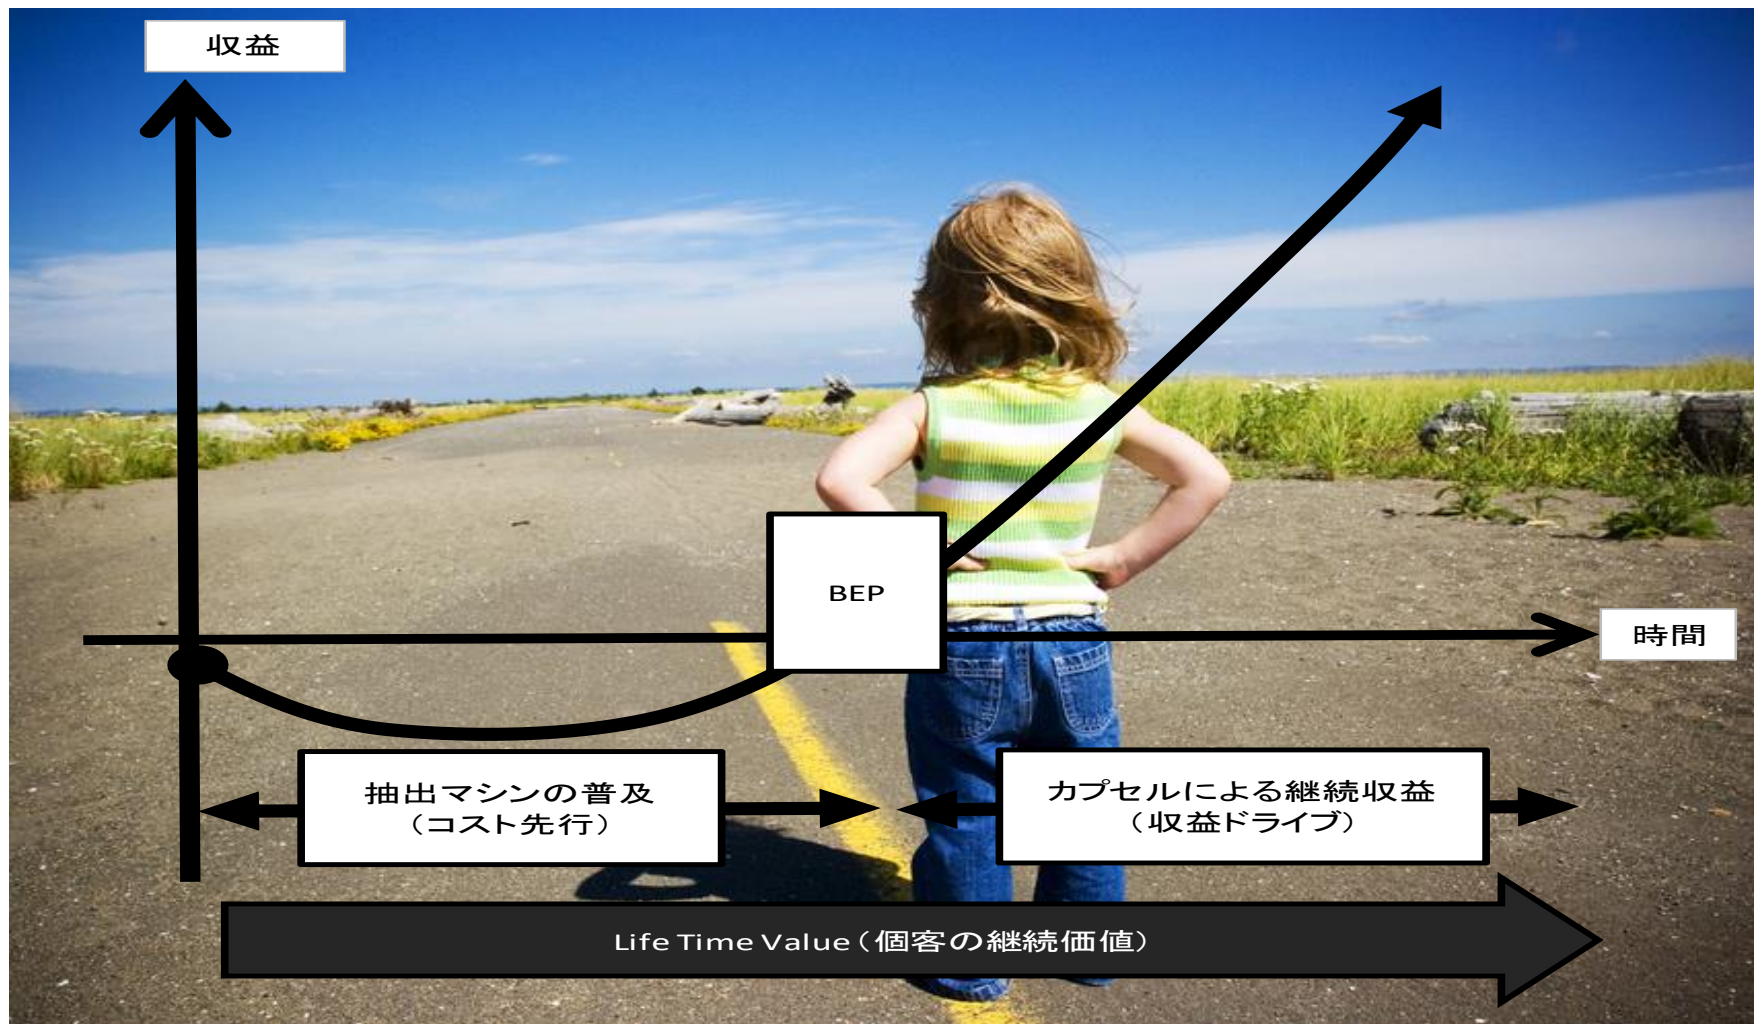 収益
BEP
時間
抽出マシンの普及
（コスト先行）
カプセルによる継続収益
（収益ドライブ）
Life Time Value（個客の継続価値）